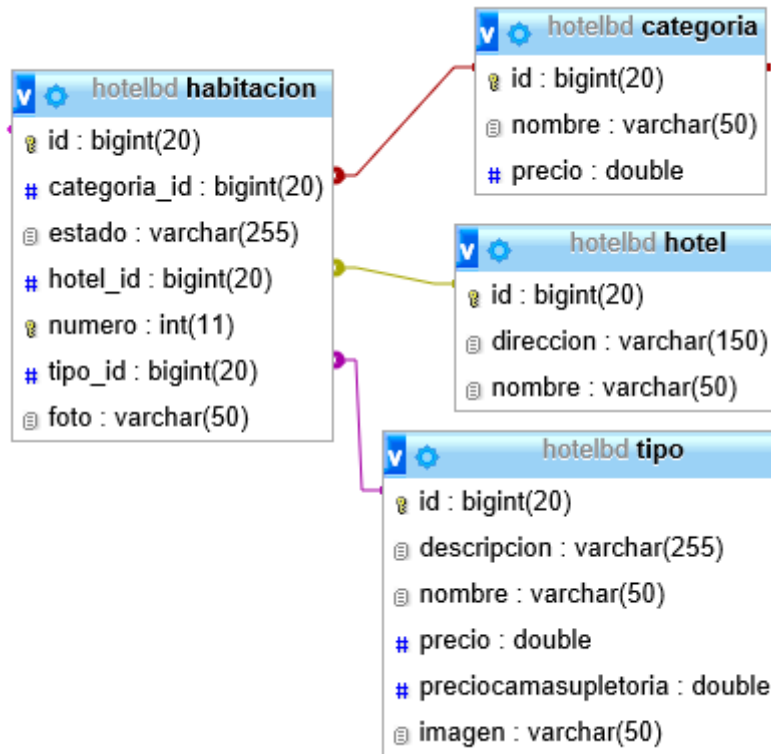 hotelbd habitacion
id : bigint(20)
categoria_id : bigint(20)
estado : varchar(255)
hotel_id : bigint(20)
numero : int(11)
tipo_id : bigint(20)
foto : varchar(50)
hotelbd categoria
id : bigint(20)
nombre : varchar(50)
precio : double
hotelbd hotel
id : bigint(20)
direccion : varchar(150)
nombre : varchar(50)
hotelbd tipo
id : bigint(20)
descripcion : varchar(255)
nombre : varchar(50)
precio : double
preciocamasupletoria : double
imagen : varchar(50)